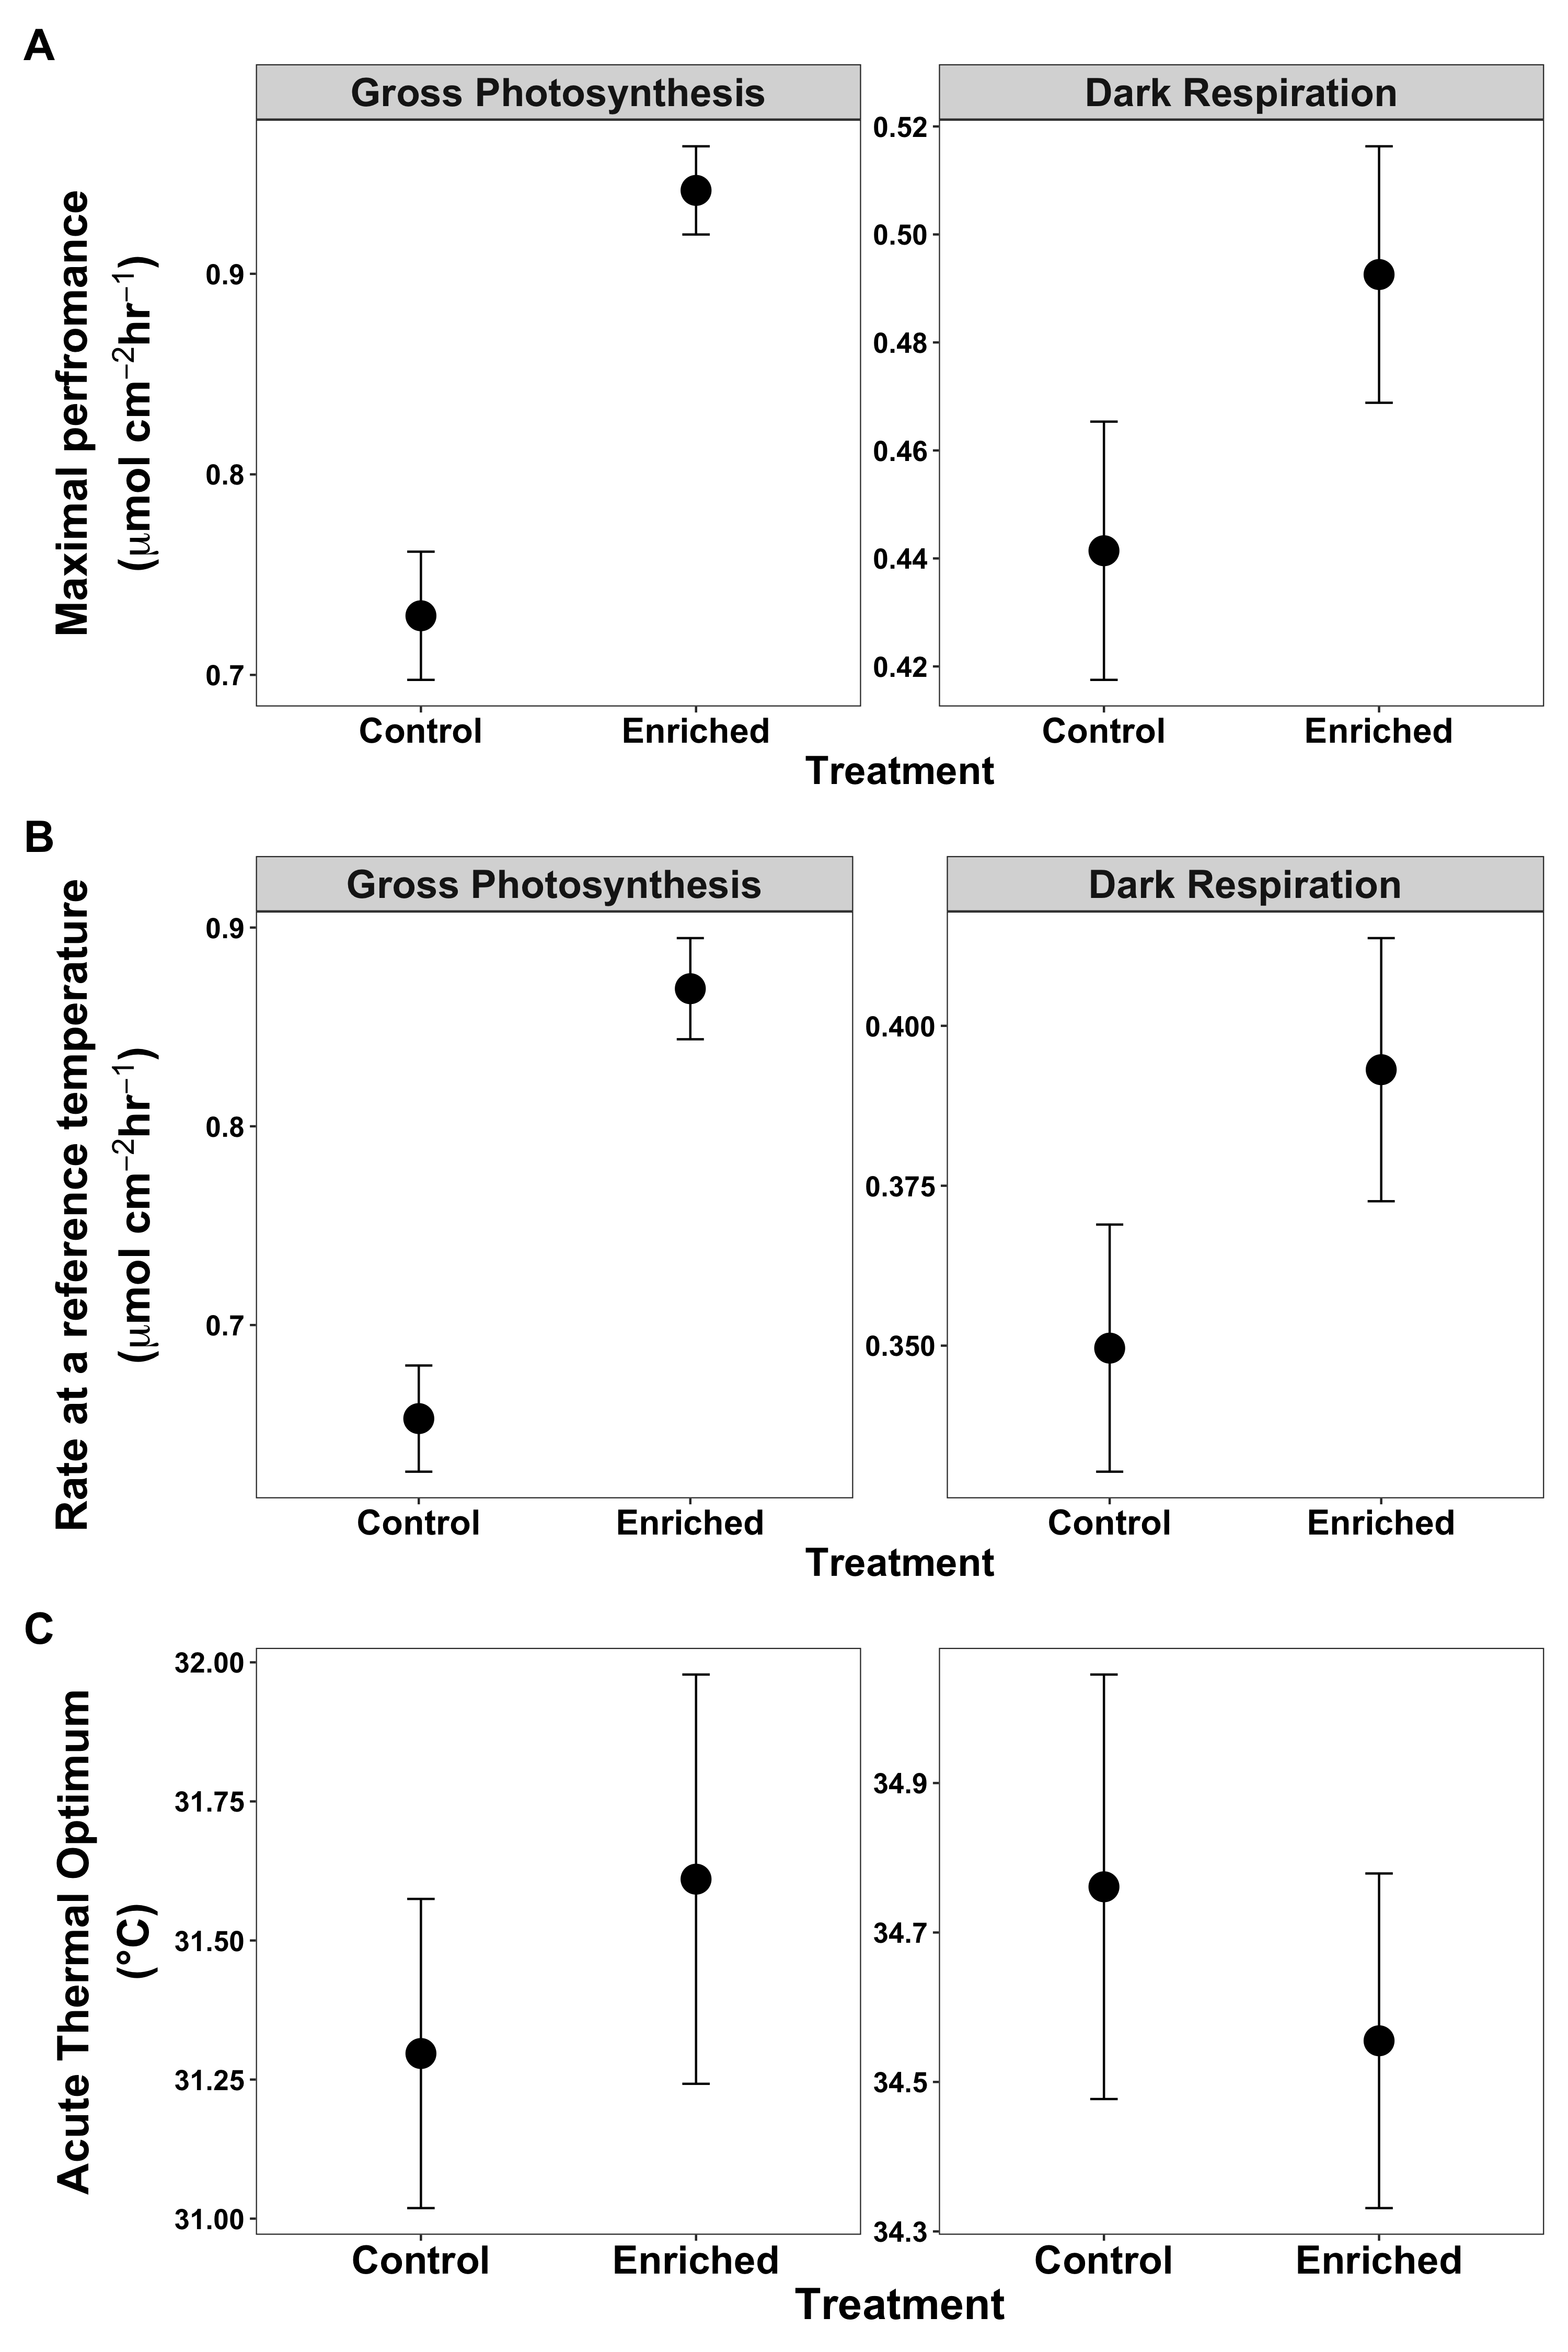 A
Gross Photosynthesis
Dark Respiration
Maximal perfromance
(μmol cm⁻²hr⁻¹)
0.9
0.8
0.7
0.52
0.50
0.48
0.46
0.44
0.42
Control
Enriched
Control
Enriched
Treatment
B
Gross Photosynthesis
Dark Respiration
Rate at a reference temperature
(μmol cm⁻²hr⁻¹)
0.9
0.8
0.7
0.400
0.375
0.350
Control
Enriched
Control
Enriched
Treatment
C
Acute Thermal Optimum
(°C)
32.00
31.75
31.50
31.25
31.00
34.9
34.7
34.5
34.3
Control
Enriched
Control
Enriched
Treatment